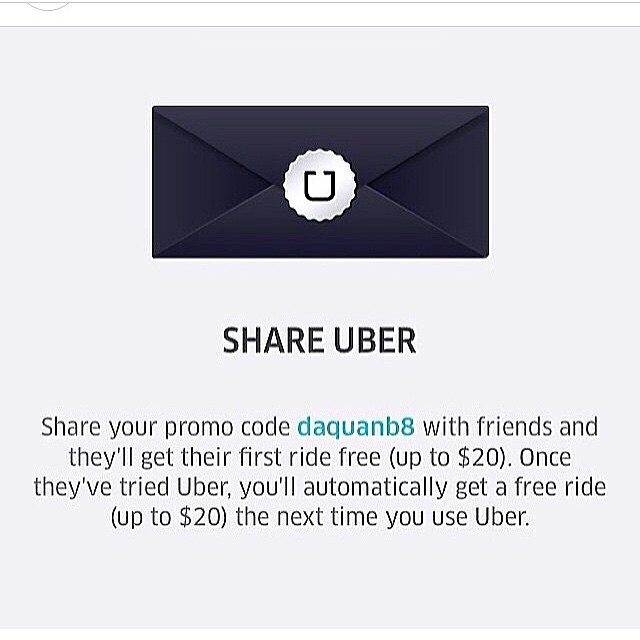 SHARE UBER
Share your promo code daquanb8 with friends and
they'll get their first ride free (up to $20). Once
they've tried Uber, you'll automatically get a free ride
(up to $20) the next time you use Uber.